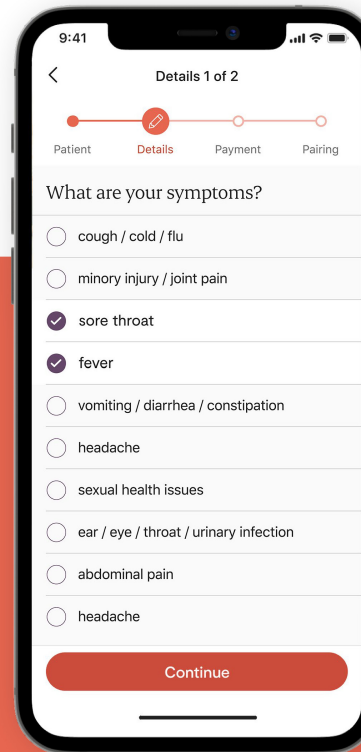 9:41
Details 1 of 2
Patient Details Payment Pairing
What are your symptoms?
cough / cold / flu
minory injury / joint pain
sore throat
fever
vomiting / diarrhea / constipation
headache
sexual health issues
ear / eye / throat / urinary infection
abdominal pain
headache
Continue